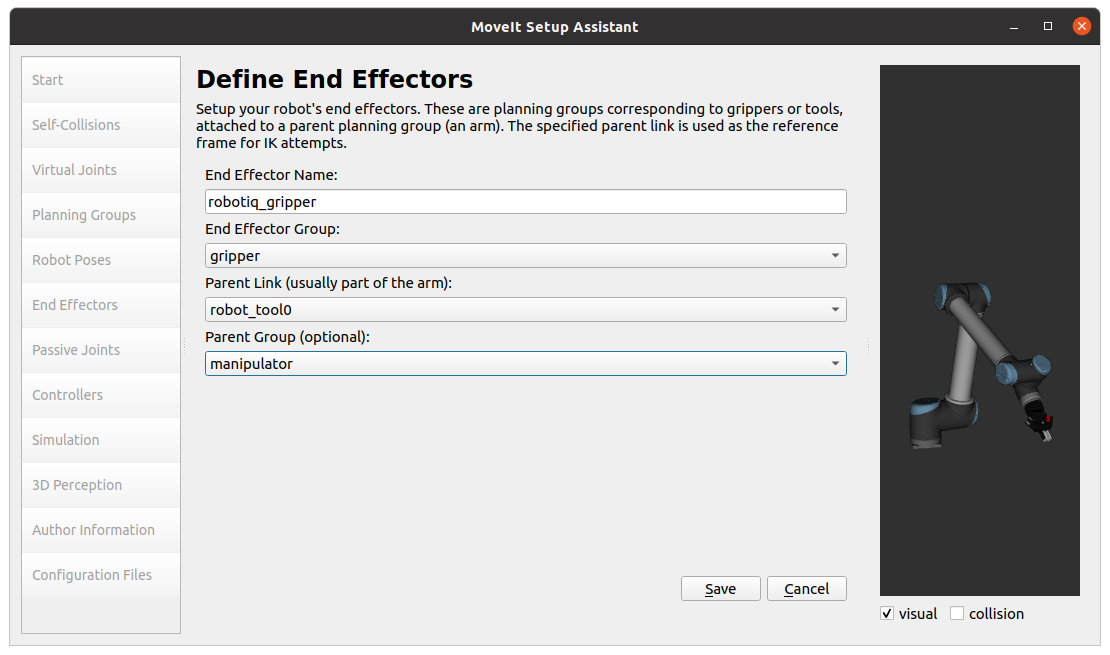 MoveIt Setup Assistant
Start
Self-Collisions
Virtual Joints
Planning Groups
Robot Poses
End Effectors
Passive Joints
Controllers
Simulation
3D Perception
Author Information
Configuration Files
Define End Effectors
Setup your robot's end effectors. These are planning groups corresponding to grippers or tools,
attached to a parent planning group (an arm). The specified parent link is used as the reference
frame for IK attempts.
End Effector Name:
robotiq_gripper
End Effector Group:
gripper
Parent Link (usually part of the arm):
robot_tool0
Parent Group (optional):
manipulator
Save
Cancel
visual
collision